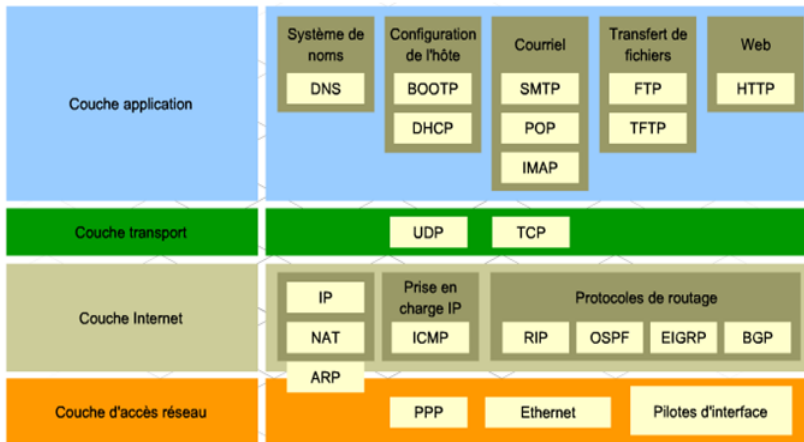 Couche application
Système de
noms
DNS
Configuration
de l'hôte
BOOTP
DHCP
Courriel
SMTP
POP
IMAP
Transfert de
fichiers
FTP
TFTP
Web
HTTP
Couche transport
UDP
TCP
Couche Internet
IP
NAT
ARP
Prise en
charge IP
ICMP
Protocoles de routage
RIP
OSPF
EIGRP
BGP
Couche d'accès réseau
PPP
Ethernet
Pilotes d'interface